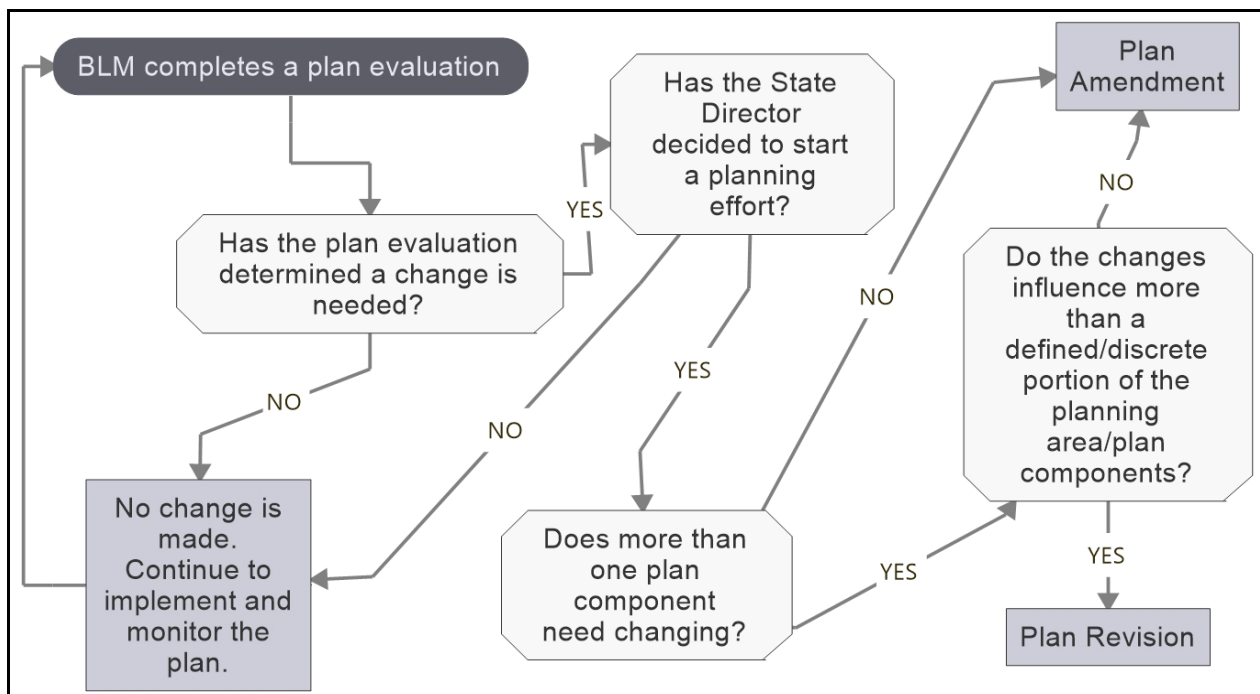 BLM completes a plan evaluation
Has the plan evaluation
determined a change is
needed?
YES
NO
No change is
made.
Continue to
implement and
monitor the
plan.
Has the State
Director
decided to start
a planning
effort?
NO
YES
Does more than
one plan
component
need changing?
NO
YES
Do the changes
influence more
than a
defined/discrete
portion of the
planning
area/plan
components?
NO
YES
Plan
Amendment
Plan Revision